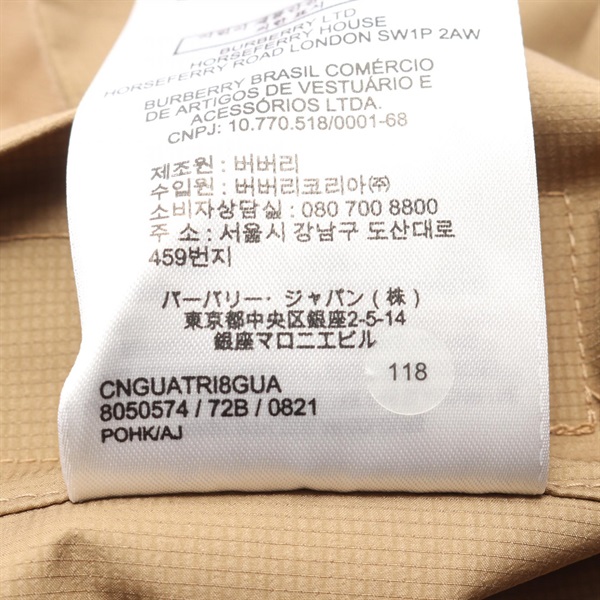 BURBERRY LTD
HORSEFERRY HOUSE
HORSEFERRY ROAD LONDON SW1P 2AW
BURBERRY BRASIL COMÉRCIO
DE ARTIGOS DE VESTUÁRIO E
ACESSÓRIOS LTDA.
CNPJ: 10.770.518/0001-68
제조원 : 버버리
수입원 : 버버리코리아㈜
소비자상담실 : 080 700 8800
주 소 : 서울시 강남구 도산대로
459번지
バーバリー・ジャパン(株)
東京都中央区銀座2-5-14
銀座マロニエビル
118
CNGUATRI8GUA
8050574 / 72B / 0821
POHK/AJ